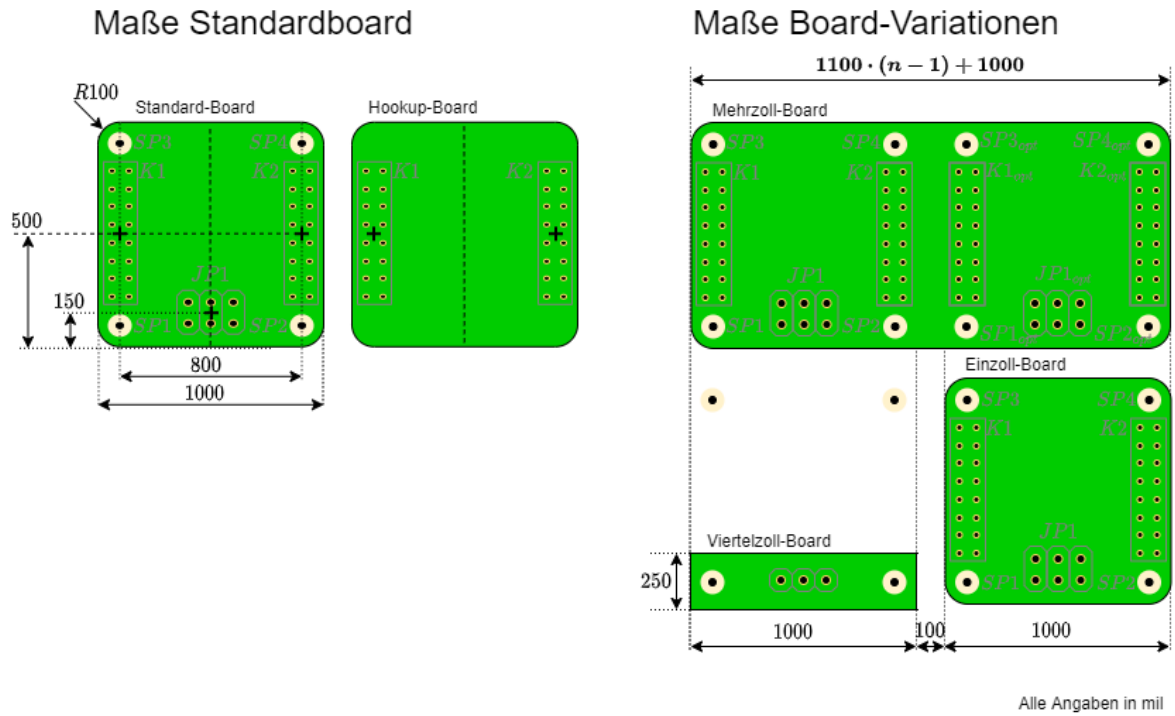 Maße Standardboard
Maße Board-Variationen
1100 · (n − 1) + 1000
R100
Standard-Board
Hookup-Board
Mehrzoll-Board
SP3
SP4
K1
K2
500
150
JP1
SP1
SP2
800
1000
K1
K2
SP3
SP4
SP3opt
SP4opt
K1
K2
K1opt
K2opt
JP1
JP1opt
SP1
SP2
SP1opt
SP2opt
Einzoll-Board
SP3
SP4
K1
K2
JP1
SP1
SP2
Viertelzoll-Board
250
1000
100
1000
Alle Angaben in mil